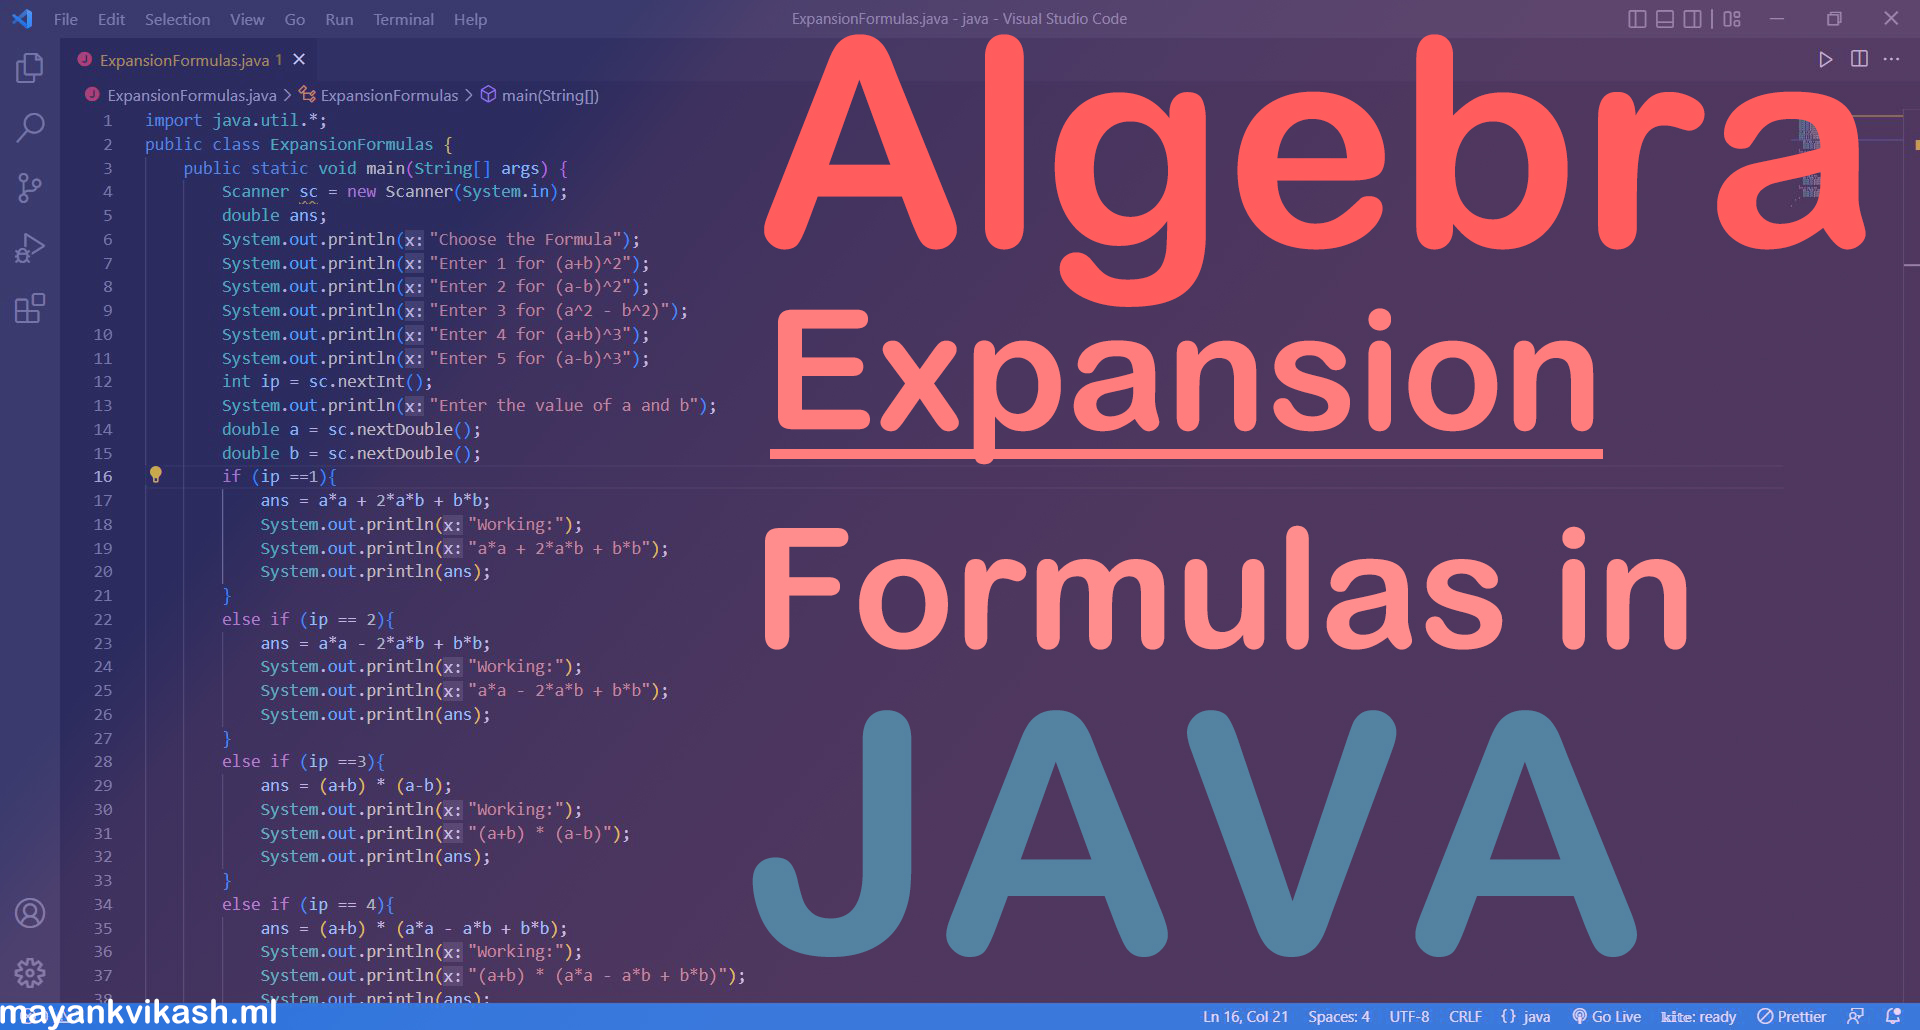 File Edit Selection View Go Run Terminal Help
ExpansionFormulas.java - java - Visual Studio Code
ExpansionFormulas.java 1
ExpansionFormulas.java > ExpansionFormulas > main(String[])
1 import java.util.*;
2 public class ExpansionFormulas {
3 public static void main(String[] args) {
4 Scanner sc = new Scanner(System.in);
5 double ans;
6 System.out.println(x: "Choose the Formula");
7 System.out.println(x: "Enter 1 for (a+b)^2");
8 System.out.println(x: "Enter 2 for (a-b)^2");
9 System.out.println(x: "Enter 3 for (a^2 - b^2)");
10 System.out.println(x: "Enter 4 for (a+b)^3");
11 System.out.println(x: "Enter 5 for (a-b)^3");
12 int ip = sc.nextInt();
13 System.out.println(x: "Enter the value of a and b");
14 double a = sc.nextDouble();
15 double b = sc.nextDouble();
16 if (ip ==1){
17 ans = a*a + 2*a*b + b*b;
18 System.out.println(x: "Working:");
19 System.out.println(x: "a*a + 2*a*b + b*b");
20 System.out.println(ans);
21 }
22 else if (ip == 2){
23 ans = a*a - 2*a*b + b*b;
24 System.out.println(x: "Working:");
25 System.out.println(x: "a*a - 2*a*b + b*b");
26 System.out.println(ans);
27 }
28 else if (ip ==3){
29 ans = (a+b) * (a-b);
30 System.out.println(x: "Working:");
31 System.out.println(x: "(a+b) * (a-b)");
32 System.out.println(ans);
33 }
34 else if (ip == 4){
35 ans = (a+b) * (a*a - a*b + b*b);
36 System.out.println(x: "Working:");
37 System.out.println(x: "(a+b) * (a*a - a*b + b*b)");
38 System.out.println(ans);
Algebra
Expansion
Formulas in
JAVA
mayankvikash.ml
Ln 16, Col 21 Spaces: 4 UTF-8 CRLF {} java Go Live kite: ready Prettier